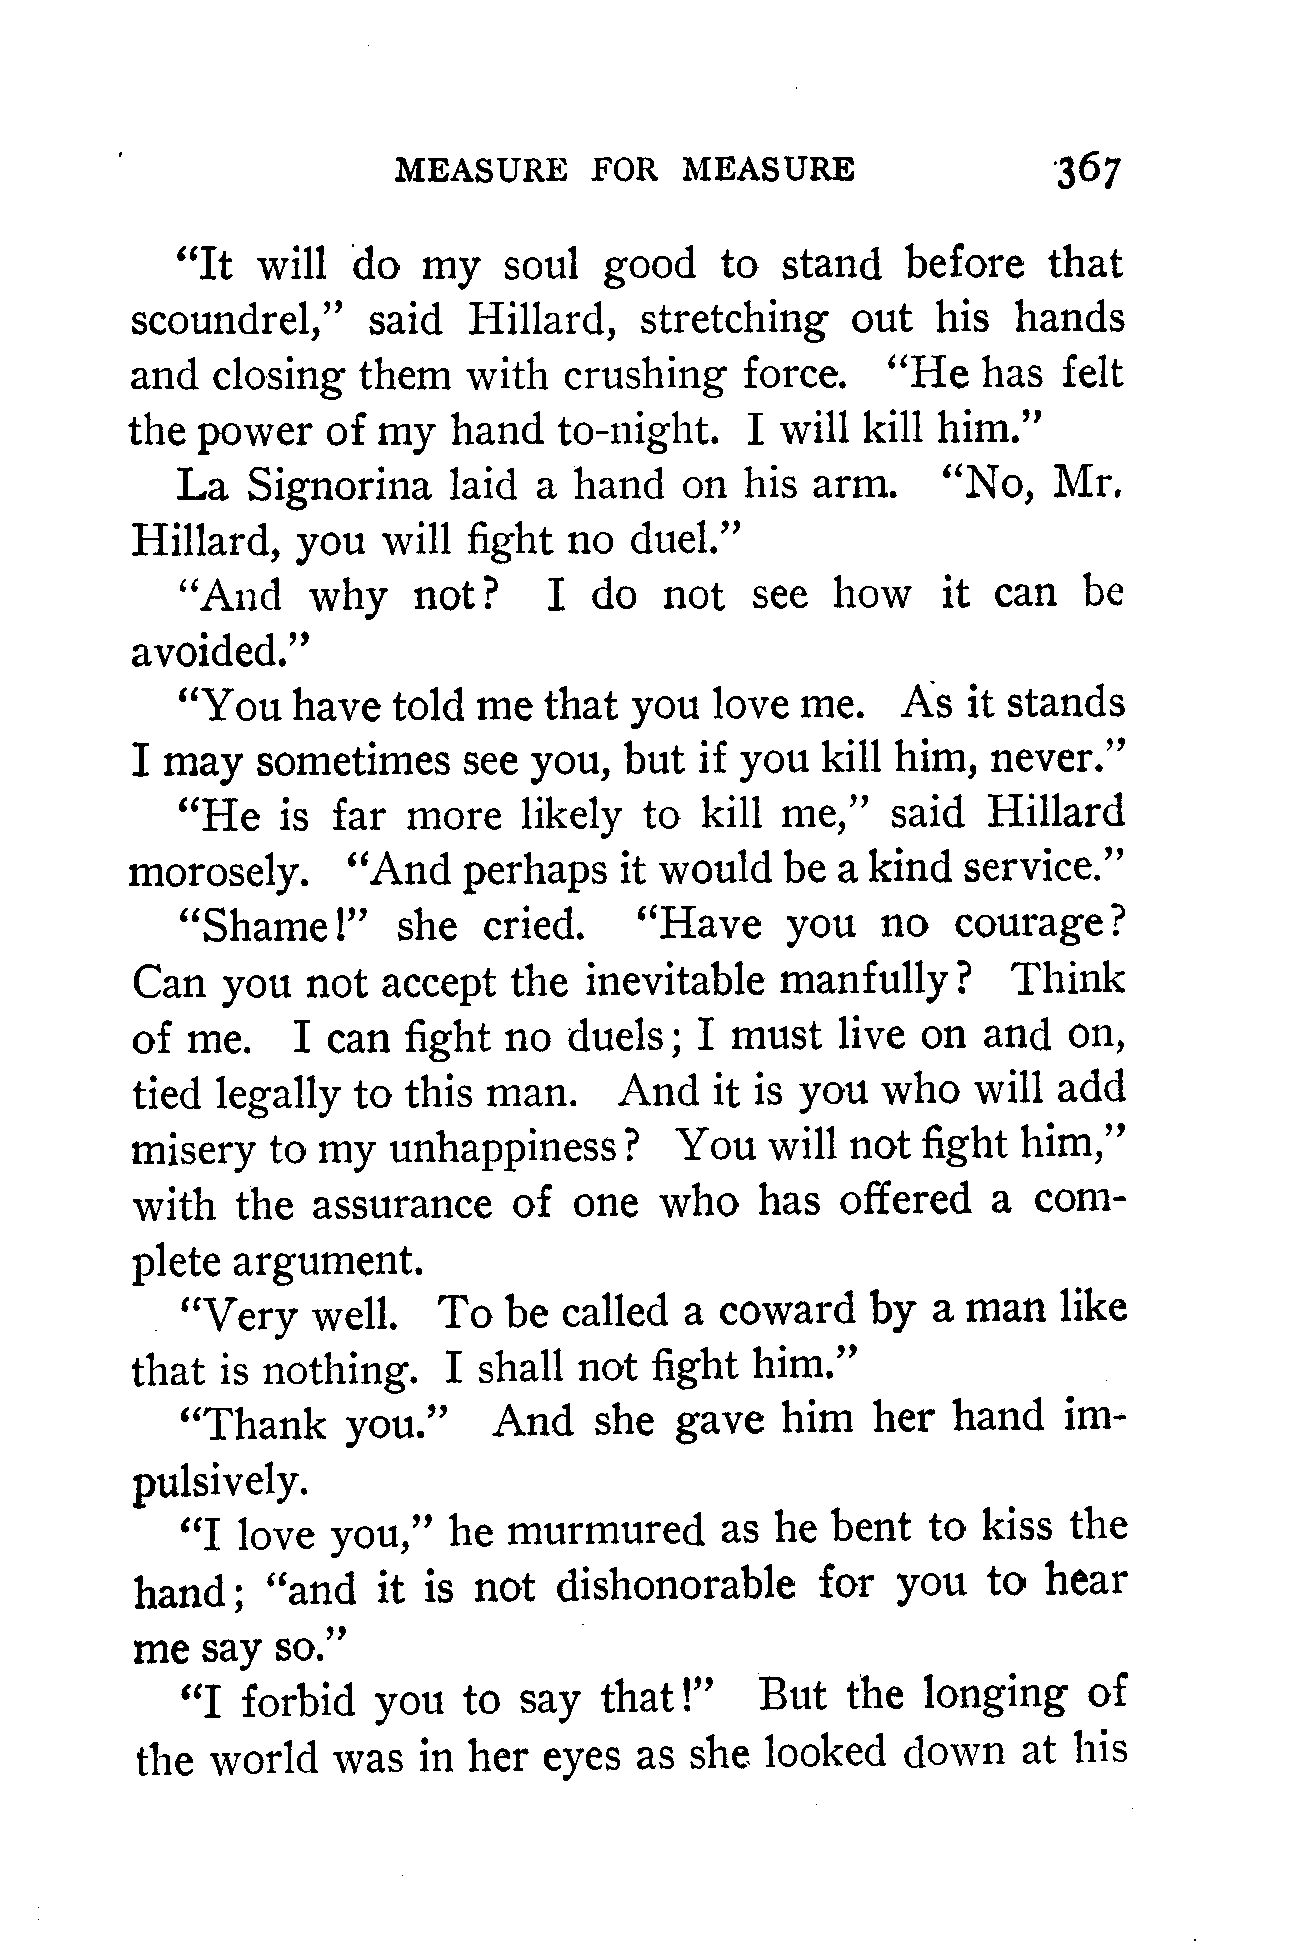 MEASURE FOR MEASURE 367
“It will do my soul good to stand before that
scoundrel,” said Hillard, stretching out his hands
and closing them with crushing force. “He has felt
the power of my hand to-night. I will kill him.”
La Signorina laid a hand on his arm. “No, Mr.
Hillard, you will fight no duel.”
“And why not? I do not see how it can be
avoided.”
“You have told me that you love me. As it stands
I may sometimes see you, but if you kill him, never.”
“He is far more likely to kill me,” said Hillard
morosely. “And perhaps it would be a kind service.”
“Shame!” she cried. “Have you no courage?
Can you not accept the inevitable manfully? Think
of me. I can fight no duels; I must live on and on,
tied legally to this man. And it is you who will add
misery to my unhappiness? You will not fight him,”
with the assurance of one who has offered a com-
plete argument.
“Very well. To be called a coward by a man like
that is nothing. I shall not fight him.”
“Thank you.” And she gave him her hand im-
pulsively.
“I love you,” he murmured as he bent to kiss the
hand; “and it is not dishonorable for you to hear
me say so.”
“I forbid you to say that!” But the longing of
the world was in her eyes as she looked down at his